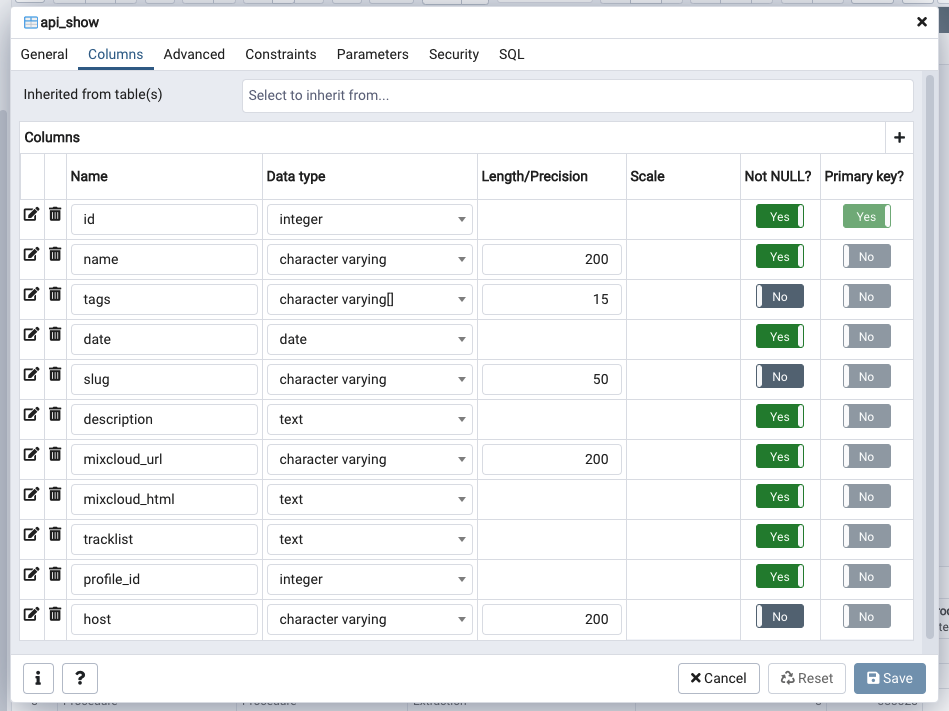 api_show
General Columns Advanced Constraints Parameters Security SQL
Inherited from table(s) Select to inherit from...
Columns
Name Data type Length/Precision Scale Not NULL? Primary key?
id integer Yes Yes
name character varying 200 Yes No
tags character varying[] 15 No No
date date Yes No
slug character varying 50 No No
description text Yes No
mixcloud_url character varying 200 Yes No
mixcloud_html text Yes No
tracklist text Yes No
profile_id integer Yes No
host character varying 200 No No
i ? Cancel Reset Save